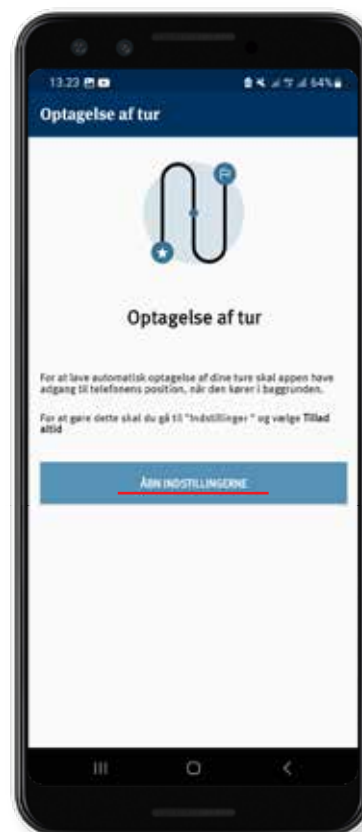 13.23
64%
Optagelse af tur
Optagelse af tur
For at lave automatisk optagelse af dine ture skal appen have
adgang til telefonens position, når den kører i baggrunden.
For at gøre dette skal du gå til "Indstillinger " og vælge Tillad
altid
ÅBN INDSTILLINGERNE